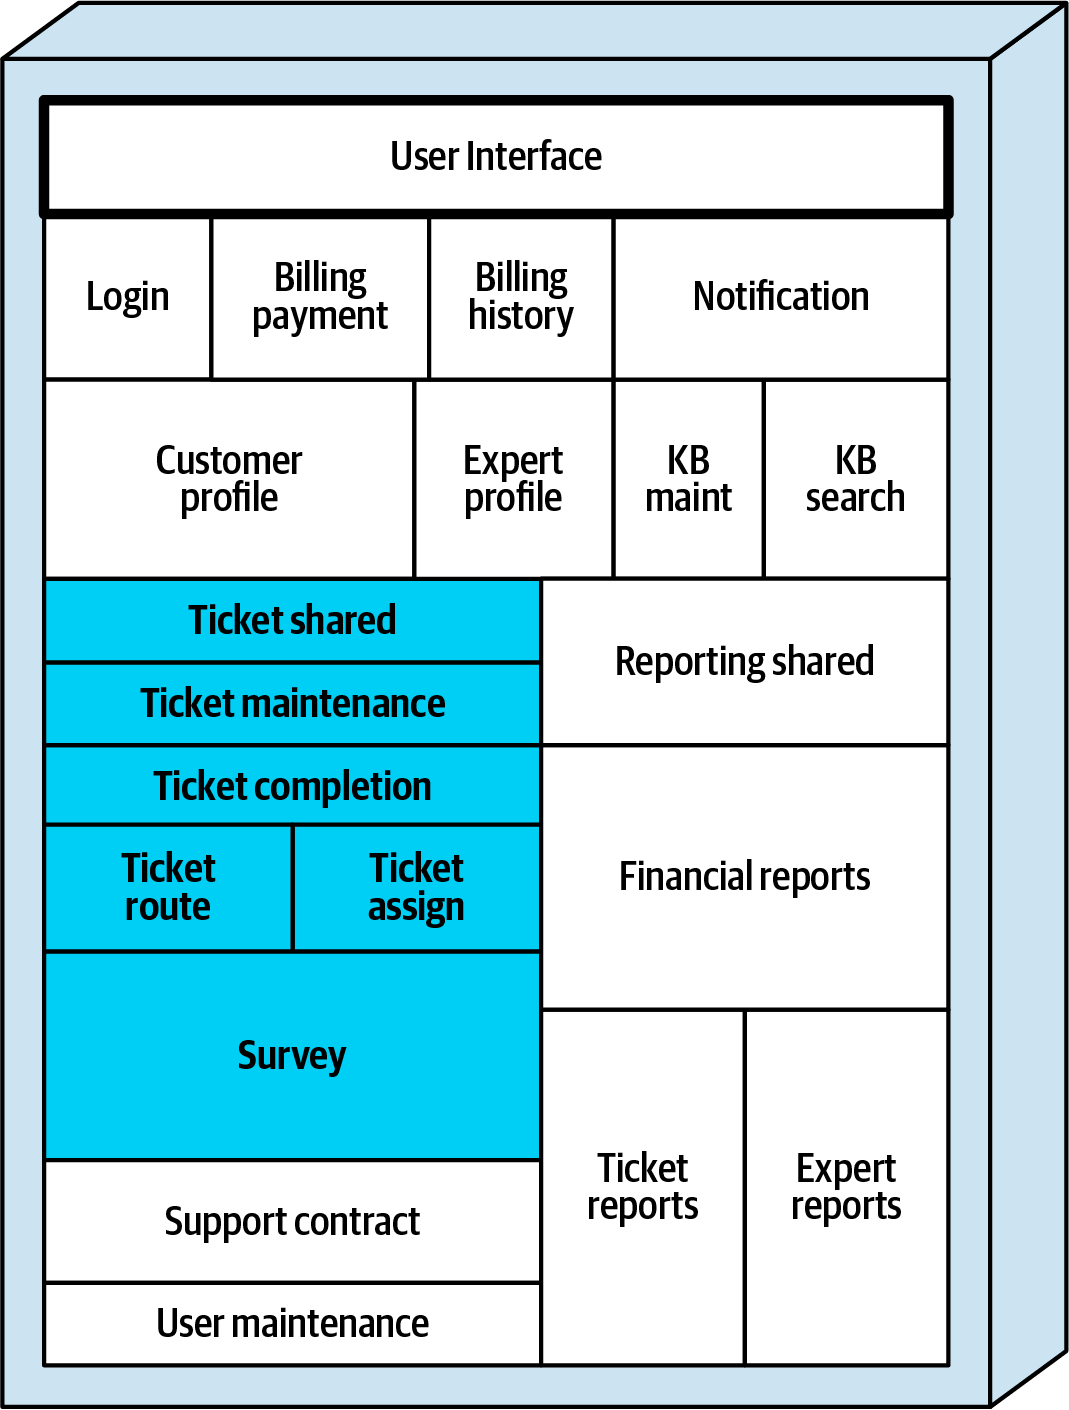 User Interface
Login
Billing
payment
Billing
history
Notification
Customer
profile
Expert
profile
KB
maint
KB
search
Ticket shared
Ticket maintenance
Ticket completion
Ticket
route
Ticket
assign
Survey
Support contract
User maintenance
Reporting shared
Financial reports
Ticket
reports
Expert
reports